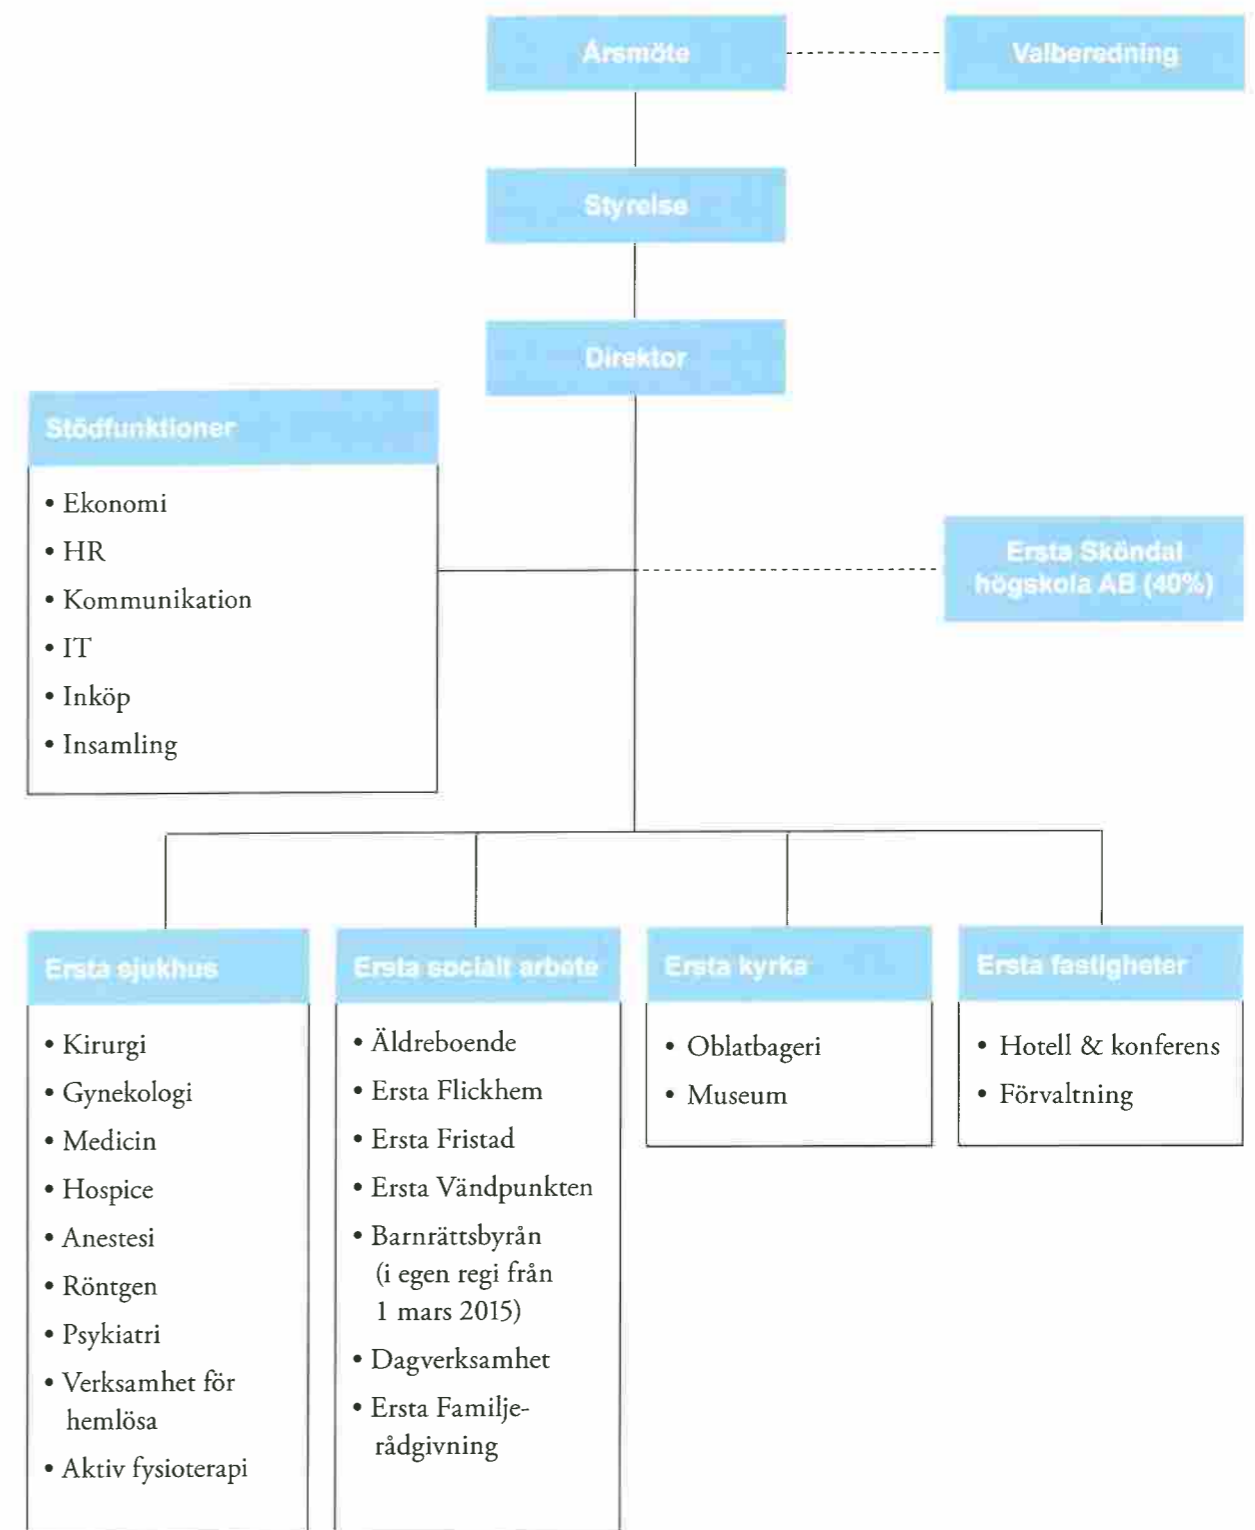 Årsmöte
Valberedning
Styrelse
Direktor
Stödfunktioner
• Ekonomi
• HR
• Kommunikation
• IT
• Inköp
• Insamling
Ersta Sköndal
högskola AB (40%)
Ersta sjukhus
• Kirurgi
• Gynekologi
• Medicin
• Hospice
• Anestesi
• Röntgen
• Psykiatri
• Verksamhet för
hemlösa
• Aktiv fysioterapi
Ersta socialt arbete
• Äldreboende
• Ersta Flickhem
• Ersta Fristad
• Ersta Vändpunkten
• Barnrättsbyrån
(i egen regi från
1 mars 2015)
• Dagverksamhet
• Ersta Familje-
rådgivning
Ersta kyrka
• Oblatbageri
• Museum
Ersta fastigheter
• Hotell & konferens
• Förvaltning